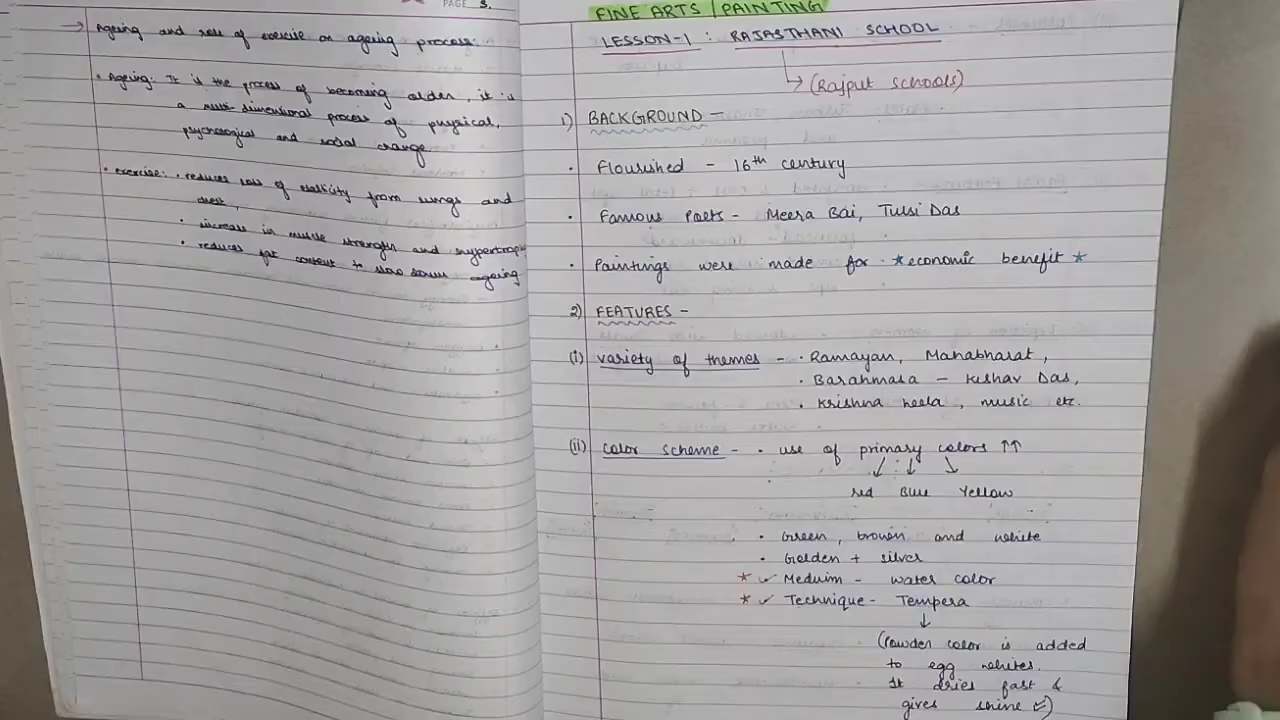 PAGE 3.
→ Ageing and role of exercise on ageing process:
• Ageing: It is the process of becoming older, it is
a multi dimensional process of physical,
psychological and social change
• exercise: • reduces loss of elasticity from lungs and
chest,
• increase in muscle strength and hypertrophy
• reduces fat content to slow down ageing
FINE ARTS / PAINTING
LESSON-1 : RAJASTHANI SCHOOL
↳ (Rajput schools)
1) BACKGROUND -
• Flourished - 16th century
• Famous Poets - Meera Bai, Tulsi Das
• Paintings were made for *economic benefit *
2) FEATURES -
(i) variety of themes - • Ramayan, Mahabharat,
• Barahmasa - Keshav Das,
• Krishna leela, music etc.
(ii) color scheme - • use of primary colors ↑↑
↙ ↓ ↘
red Blue Yellow
• Green, brown and white
• Golden + silver
* ✓ Meduim - water color
* ✓ Technique - Tempera
↓
(Powder color is added
to egg whites.
It dries fast &
gives shine ✓)